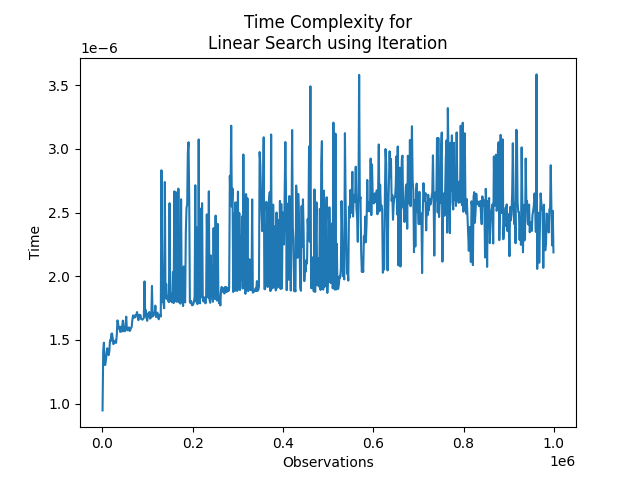 Time Complexity for
Linear Search using Iteration
1e−6
3.5
3.0
2.5
2.0
1.5
1.0
Time
0.0 0.2 0.4 0.6 0.8 1.0
1e6
Observations